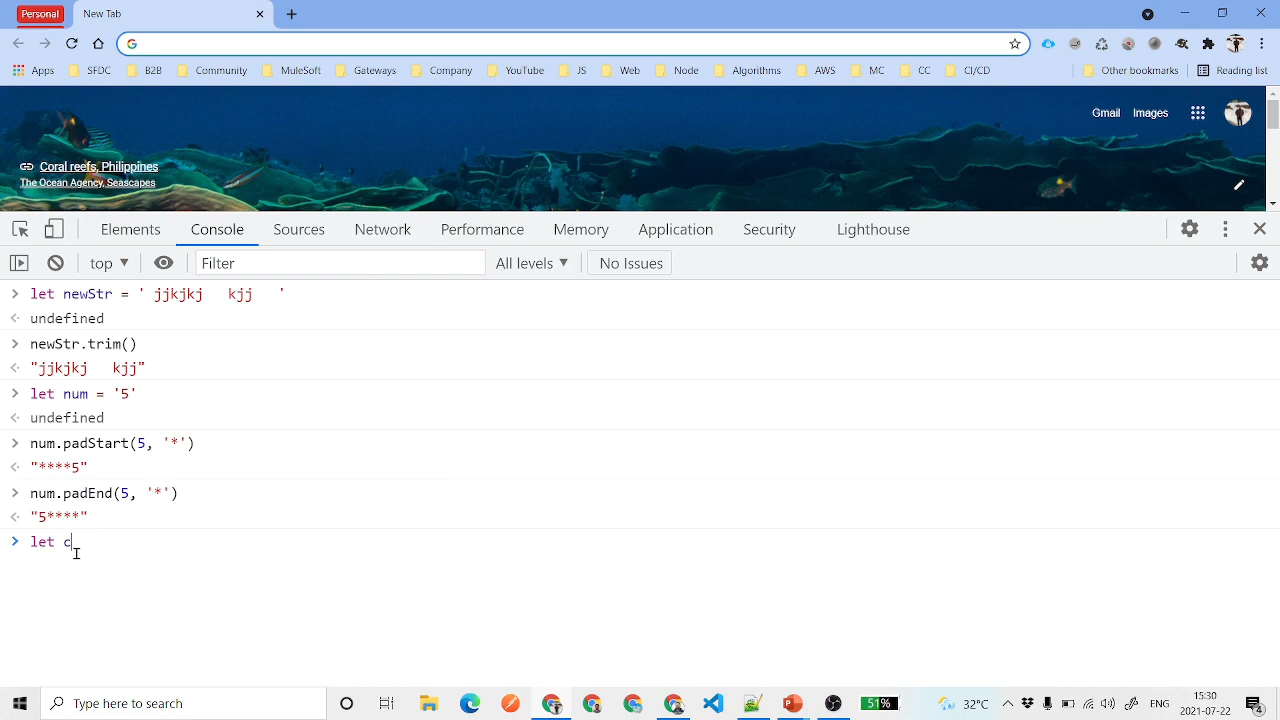 Personal
New Tab
Apps SFDC B2B Community MuleSoft Gateways Company YouTube JS Web Node Algorithms AWS MC CC CI/CD Other bookmarks Reading list
Gmail Images
Coral reefs, Philippines
The Ocean Agency, Seascapes
Elements Console Sources Network Performance Memory Application Security Lighthouse
top Filter All levels No Issues
> let newStr = ' jjkjkj   kjj   '
undefined
> newStr.trim()
"jjkjkj   kjj"
> let num = '5'
undefined
> num.padStart(5, '*')
"****5"
> num.padEnd(5, '*')
"5****"
> let c
Type here to search 51% 32°C ENG 15:30
2021-07-22 4